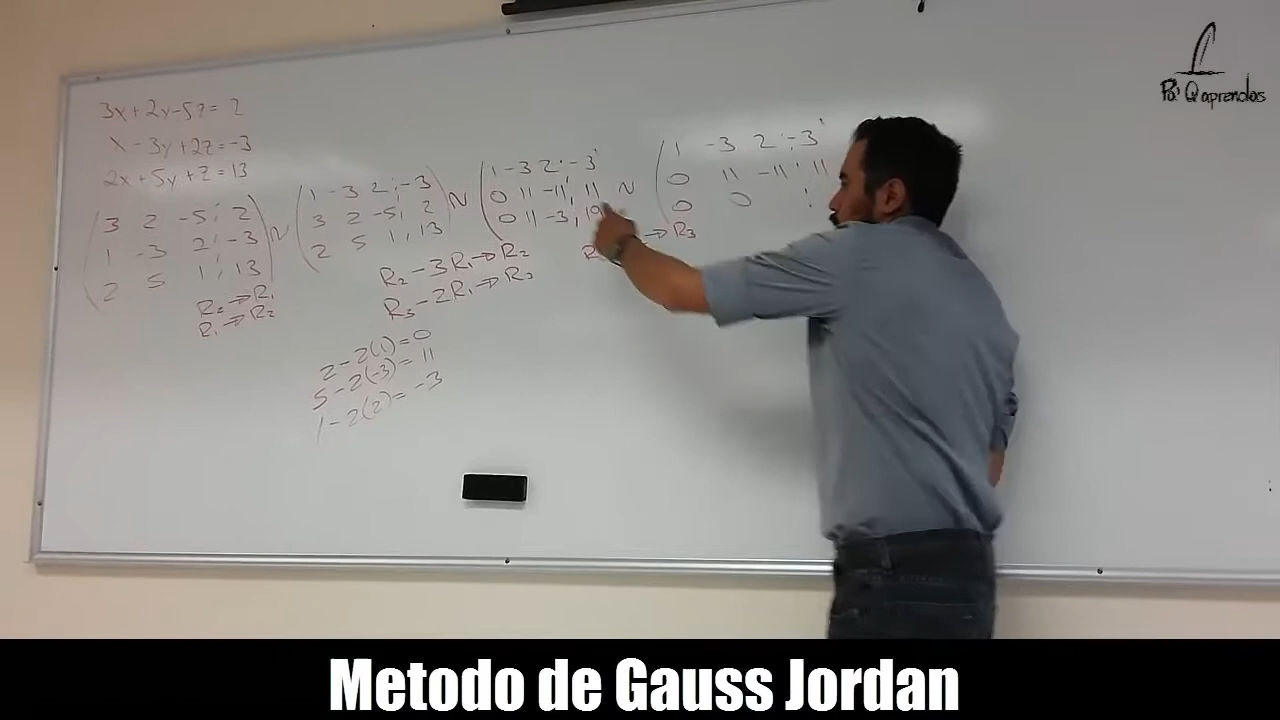 Pa' Q' aprendas
3x+2y-5z=2
x-3y+2z=-3
2x+5y+z=13
3 2 -5 ¦ 2
1 -3 2 ¦ -3
2 5 1 ¦ 13
~
1 -3 2 ¦ -3
3 2 -5 ¦ 2
2 5 1 ¦ 13
~
1 -3 2 ¦ -3
0 11 -11 ¦ 11
0 11 -3 ¦ 19
~
1 -3 2 ¦ -3
0 11 -11 ¦ 11
0 0 ¦
R2→R1
R1→R2
R2-3R1→R2
R3-2R1→R3
→R3
2-2(1)=0
5-2(-3)=11
1-2(2)=-3
Metodo de Gauss Jordan